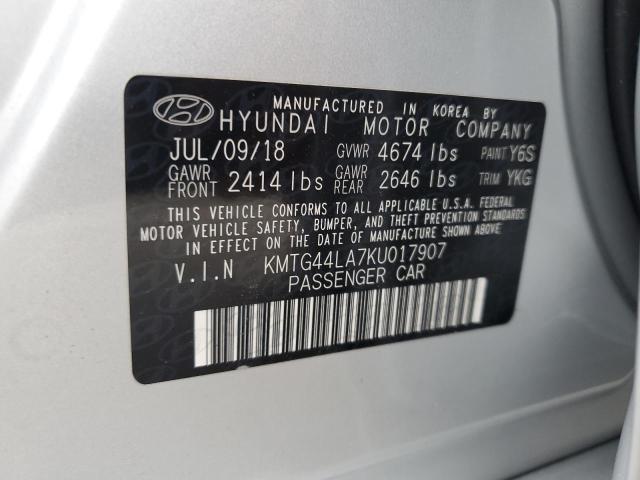 MANUFACTURED IN KOREA BY
HYUNDAI MOTOR COMPANY
JUL/09/18 GVWR 4674 lbs PAINT Y6S
GAWR FRONT 2414 lbs GAWR REAR 2646 lbs TRIM YKG
THIS VEHICLE CONFORMS TO ALL APPLICABLE U.S.A. FEDERAL
MOTOR VEHICLE SAFETY, BUMPER, AND THEFT PREVENTION STANDARDS
IN EFFECT ON THE DATE OF MANUFACTURE SHOWN ABOVE.
V.I.N KMTG44LA7KU017907
PASSENGER CAR